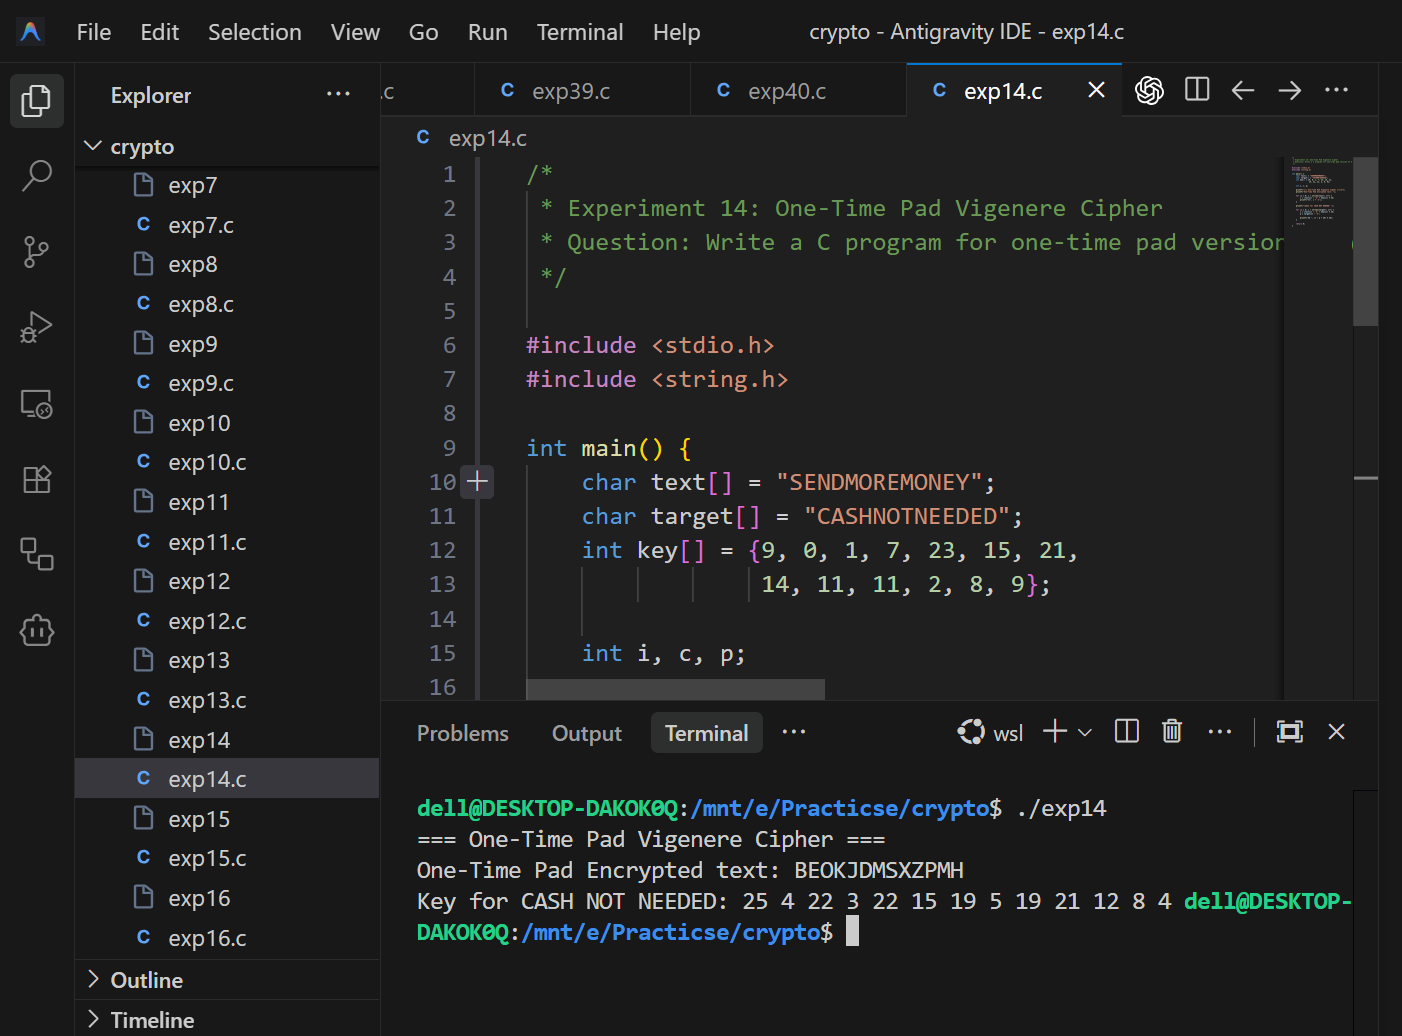 File Edit Selection View Go Run Terminal Help crypto - Antigravity IDE - exp14.c
Explorer ...
crypto
exp7
C exp7.c
exp8
C exp8.c
exp9
C exp9.c
exp10
C exp10.c
exp11
C exp11.c
exp12
C exp12.c
exp13
C exp13.c
exp14
C exp14.c
exp15
C exp15.c
exp16
C exp16.c
Outline
Timeline
.c C exp39.c C exp40.c C exp14.c
C exp14.c
1 /*
2  * Experiment 14: One-Time Pad Vigenere Cipher
3  * Question: Write a C program for one-time pad version
4  */
5
6 #include <stdio.h>
7 #include <string.h>
8
9 int main() {
10     char text[] = "SENDMOREMONEY";
11     char target[] = "CASHNOTNEEDED";
12     int key[] = {9, 0, 1, 7, 23, 15, 21,
13                  14, 11, 11, 2, 8, 9};
14
15     int i, c, p;
16
Problems Output Terminal ... wsl
dell@DESKTOP-DAKOK0Q:/mnt/e/Practicse/crypto$ ./exp14
=== One-Time Pad Vigenere Cipher ===
One-Time Pad Encrypted text: BEOKJDMSXZPMH
Key for CASH NOT NEEDED: 25 4 22 3 22 15 19 5 19 21 12 8 4 dell@DESKTOP-
DAKOK0Q:/mnt/e/Practicse/crypto$